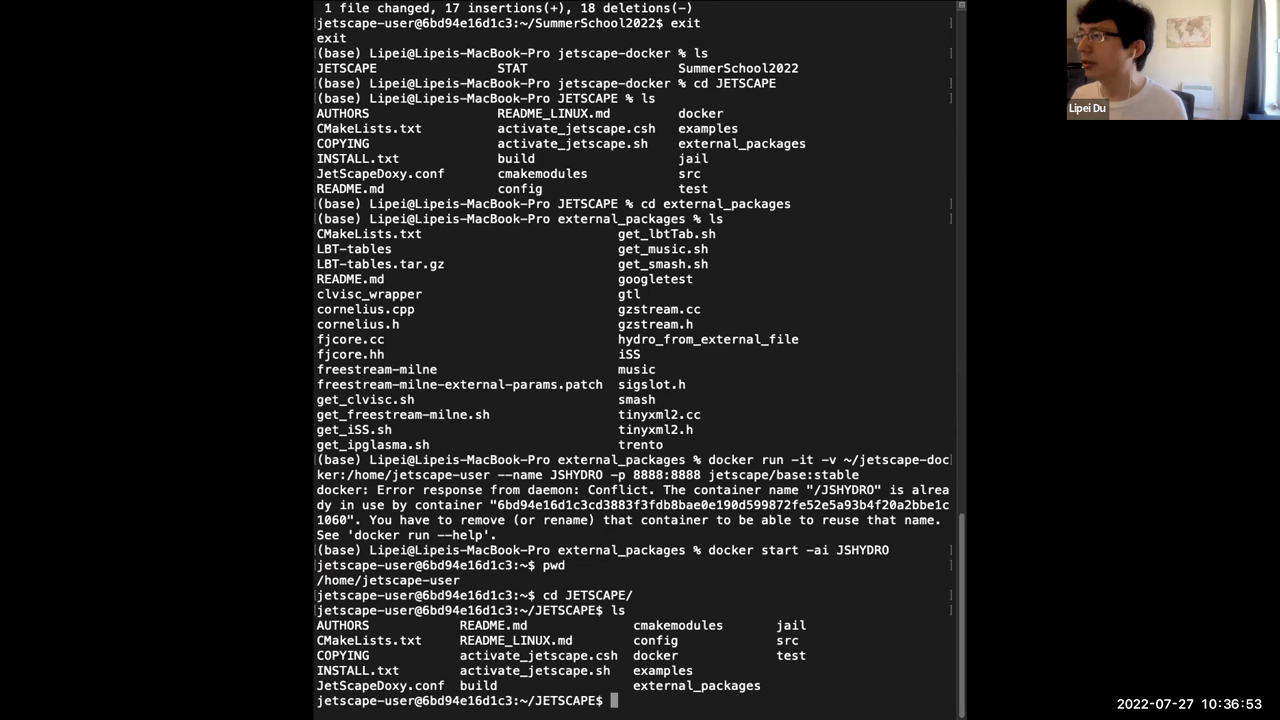 1 file changed, 17 insertions(+), 18 deletions(-)
jetscape-user@6bd94e16d1c3:~/SummerSchool2022$ exit
exit
(base) Lipei@Lipeis-MacBook-Pro jetscape-docker % ls
JETSCAPE STAT SummerSchool2022
(base) Lipei@Lipeis-MacBook-Pro jetscape-docker % cd JETSCAPE
(base) Lipei@Lipeis-MacBook-Pro JETSCAPE % ls
AUTHORS README_LINUX.md docker
CMakeLists.txt activate_jetscape.csh examples
COPYING activate_jetscape.sh external_packages
INSTALL.txt build jail
JetScapeDoxy.conf cmakemodules src
README.md config test
(base) Lipei@Lipeis-MacBook-Pro JETSCAPE % cd external_packages
(base) Lipei@Lipeis-MacBook-Pro external_packages % ls
CMakeLists.txt get_lbtTab.sh
LBT-tables get_music.sh
LBT-tables.tar.gz get_smash.sh
README.md googletest
clvisc_wrapper gtl
cornelius.cpp gzstream.cc
cornelius.h gzstream.h
fjcore.cc hydro_from_external_file
fjcore.hh iSS
freestream-milne music
freestream-milne-external-params.patch sigslot.h
get_clvisc.sh smash
get_freestream-milne.sh tinyxml2.cc
get_iSS.sh tinyxml2.h
get_ipglasma.sh trento
(base) Lipei@Lipeis-MacBook-Pro external_packages % docker run -it -v ~/jetscape-doc
ker:/home/jetscape-user --name JSHYDRO -p 8888:8888 jetscape/base:stable
docker: Error response from daemon: Conflict. The container name "/JSHYDRO" is alrea
dy in use by container "6bd94e16d1c3cd3883f3fdb8bae0e190d599872fe52e5a93b4f20a2bbe1c
1060". You have to remove (or rename) that container to be able to reuse that name.
See 'docker run --help'.
(base) Lipei@Lipeis-MacBook-Pro external_packages % docker start -ai JSHYDRO
jetscape-user@6bd94e16d1c3:~$ pwd
/home/jetscape-user
jetscape-user@6bd94e16d1c3:~$ cd JETSCAPE/
jetscape-user@6bd94e16d1c3:~/JETSCAPE$ ls
AUTHORS README.md cmakemodules jail
CMakeLists.txt README_LINUX.md config src
COPYING activate_jetscape.csh docker test
INSTALL.txt activate_jetscape.sh examples
JetScapeDoxy.conf build external_packages
jetscape-user@6bd94e16d1c3:~/JETSCAPE$
Lipei Du
2022-07-27 10:36:53